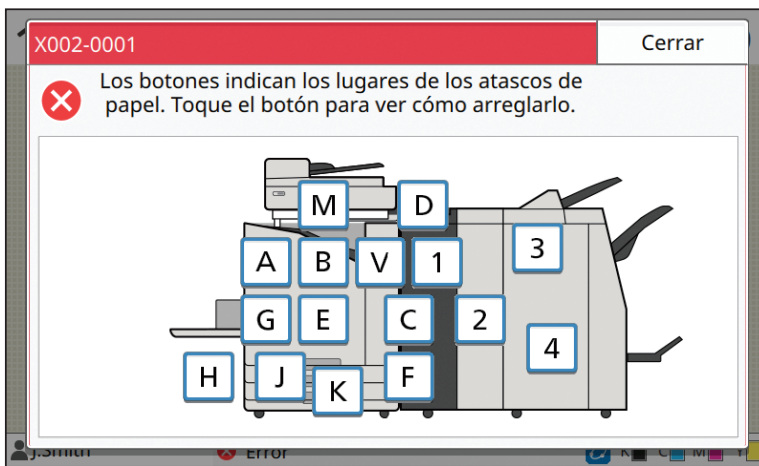 X002-0001
Cerrar
Los botones indican los lugares de los atascos de
papel. Toque el botón para ver cómo arreglarlo.
M D
A B V 1 3
G E C 2
4
H J K F
J.Smith Error K C M Y